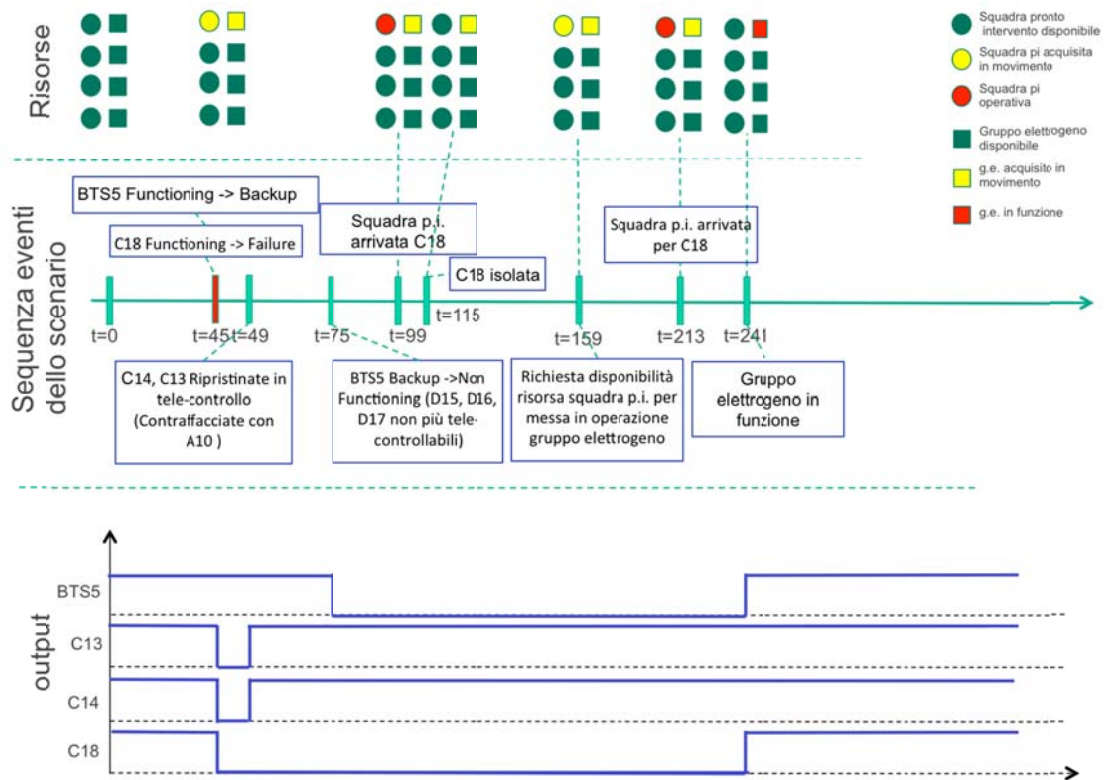 Risorse
Squadra pronto
intervento disponibile
Squadra pi acquisita
in movimento
Squadra pi
operativa
Gruppo elettrogeno
disponibile
g.e. acquisito in
movimento
g.e. in funzione
Sequenza eventi
dello scenario
BTS5 Functioning -> Backup
C18 Functioning -> Failure
Squadra p.i.
arrivata C18
C18 isolata
Squadra p.i. arrivata
per C18
t=0
t=45
t=49
t=75
t=99
t=115
t=159
t=213
t=241
C14, C13 Ripristinate in
tele-controllo
(Contraffacciate con
A10 )
BTS5 Backup ->Non
Functioning (D15, D16,
D17 non più tele-
controllabili)
Richiesta disponibilità
risorsa squadra p.i. per
messa in operazione
gruppo elettrogeno
Gruppo
elettrogeno in
funzione
output
BTS5
C13
C14
C18